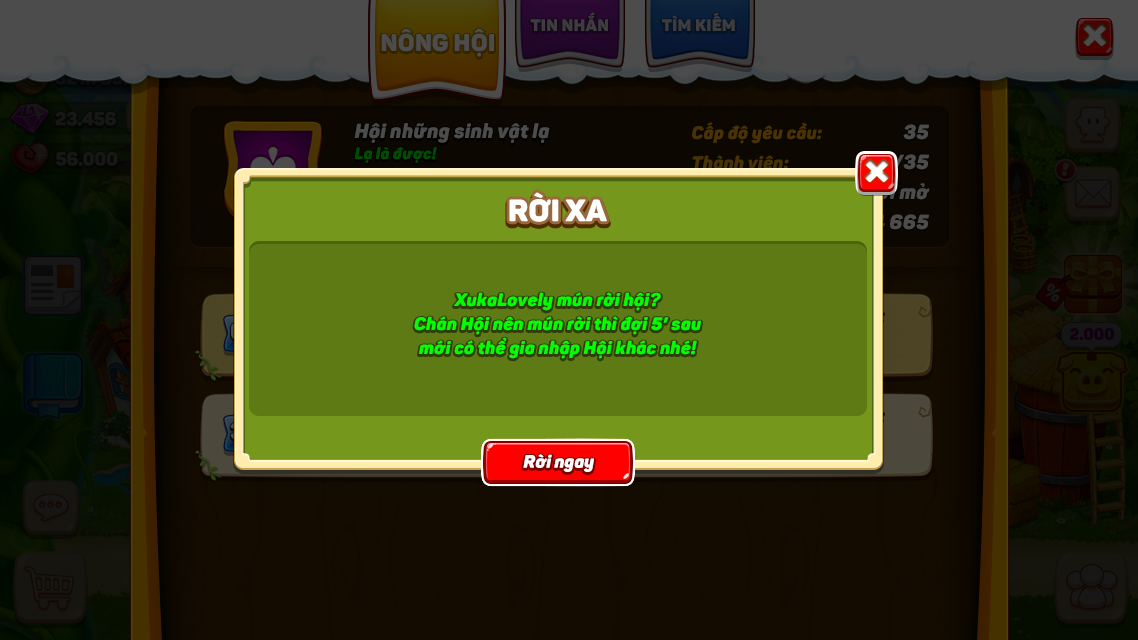 NÔNG HỘI
TIN NHẮN
TÌM KIẾM
23.456
56.000
Hội những sinh vật lạ
Lạ là được!
Cấp độ yêu cầu:
35
Thành viên:
/35
mở
665
RỜI XA
XukaLovely mún rời hội?
Chán Hội nên mún rời thì đợi 5' sau
mới có thể gia nhập Hội khác nhé!
Rời ngay
%
2.000